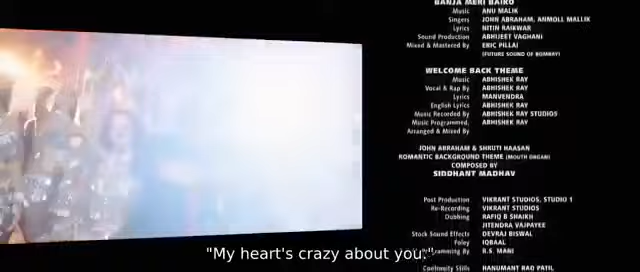 BANJA MERI BAIKO
Music ANU MALIK
Singers JOHN ABRAHAM, ANMOLL MALLIK
Lyrics NITIN RAIKWAR
Sound Production ABHIJEET VAGHANI
Mixed & Mastered By ERIC PILLAI
(FUTURE SOUND OF BOMBAY)
WELCOME BACK THEME
Music ABHISHEK RAY
Vocal & Rap By ABHISHEK RAY
Lyrics MANVENDRA
English Lyrics ABHISHEK RAY
Music Recorded By ABHISHEK RAY STUDIOS
Music Programmed, ABHISHEK RAY
Arranged & Mixed By
JOHN ABRAHAM & SHRUTI HAASAN
ROMANTIC BACKGROUND THEME (MOUTH ORGAN)
COMPOSED BY
SIDDHANT MADHAV
Post Production VIKRANT STUDIOS, STUDIO 1
Re-Recording VIKRANT STUDIOS
Dubbing RAFIQ B SHAIKH
JITENDRA VAJPAYEE
Stock Sound Effects DEVRAJ BISWAL
Foley IQBAAL
"My heart's crazy about you."
By R.S. MANI
Continuity Stills HANUMANT RAO PATIL